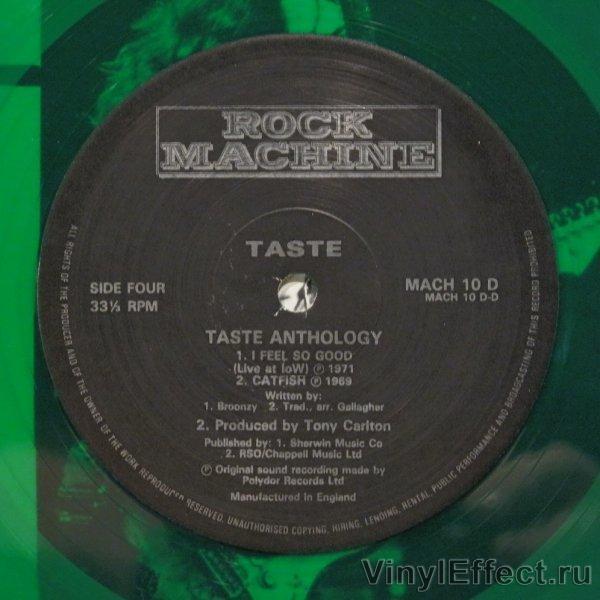 ROCK
MACHINE
TASTE
SIDE FOUR
33⅓ RPM
MACH 10 D
MACH 10 D-D
TASTE ANTHOLOGY
1. I FEEL SO GOOD
(Live at IoW) Ⓟ 1971
2. CATFISH Ⓟ 1969
Written by:
1. Broonzy 2. Trad., arr. Gallagher
2. Produced by Tony Carlton
Published by: 1. Sherwin Music Co
2. RSO/Chappell Music Ltd
Ⓟ Original sound recording made by
Polydor Records Ltd
Manufactured in England
ALL RIGHTS OF THE PRODUCER AND OF THE OWNER OF THE WORK REPRODUCED RESERVED. UNAUTHORISED COPYING, HIRING, LENDING, RENTAL, PUBLIC PERFORMANCE AND BROADCASTING OF THIS RECORD PROHIBITED
VinylEffect.ru